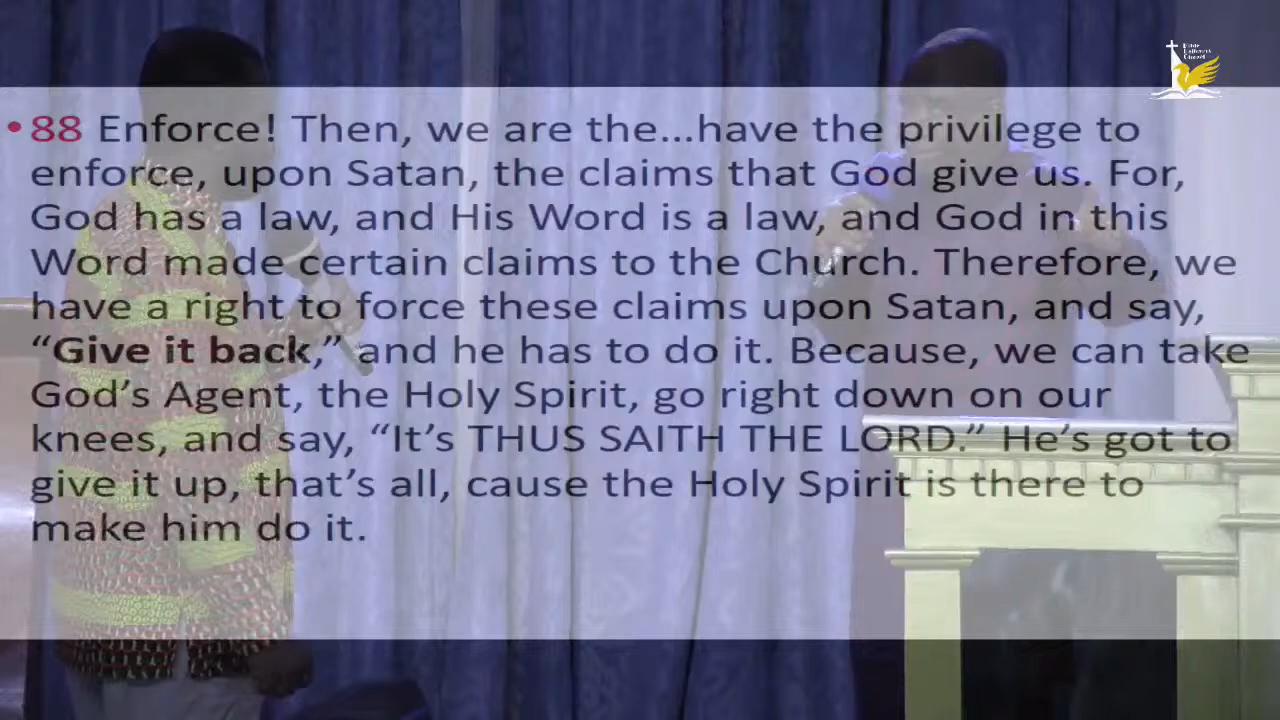 Bible
Believers
Church
•88 Enforce! Then, we are the...have the privilege to
enforce, upon Satan, the claims that God give us. For,
God has a law, and His Word is a law, and God in this
Word made certain claims to the Church. Therefore, we
have a right to force these claims upon Satan, and say,
“Give it back,” and he has to do it. Because, we can take
God’s Agent, the Holy Spirit, go right down on our
knees, and say, “It’s THUS SAITH THE LORD.” He’s got to
give it up, that’s all, cause the Holy Spirit is there to
make him do it.